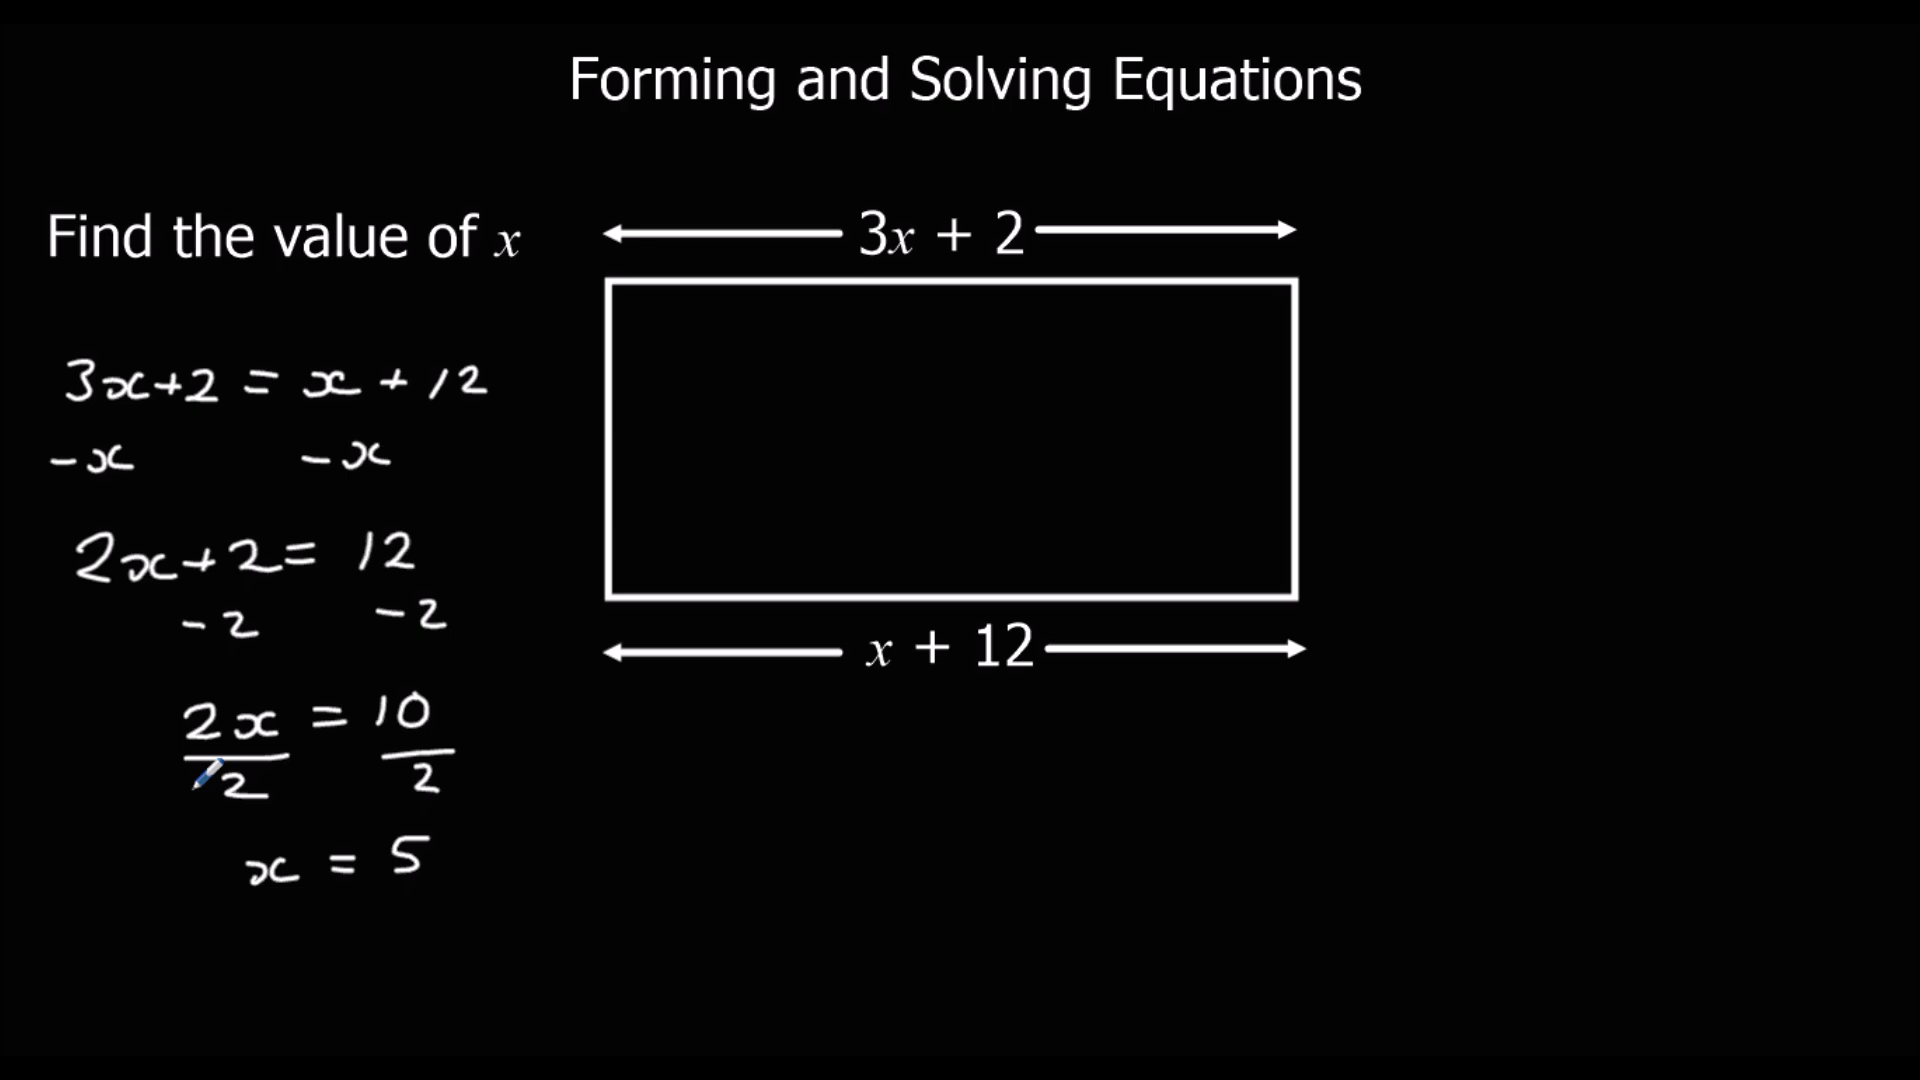 Forming and Solving Equations
Find the value of x
3x + 2
3x+2 = x + 12
-x -x
2x+2 = 12
-2 -2
x + 12
2x = 10
2 2
x = 5